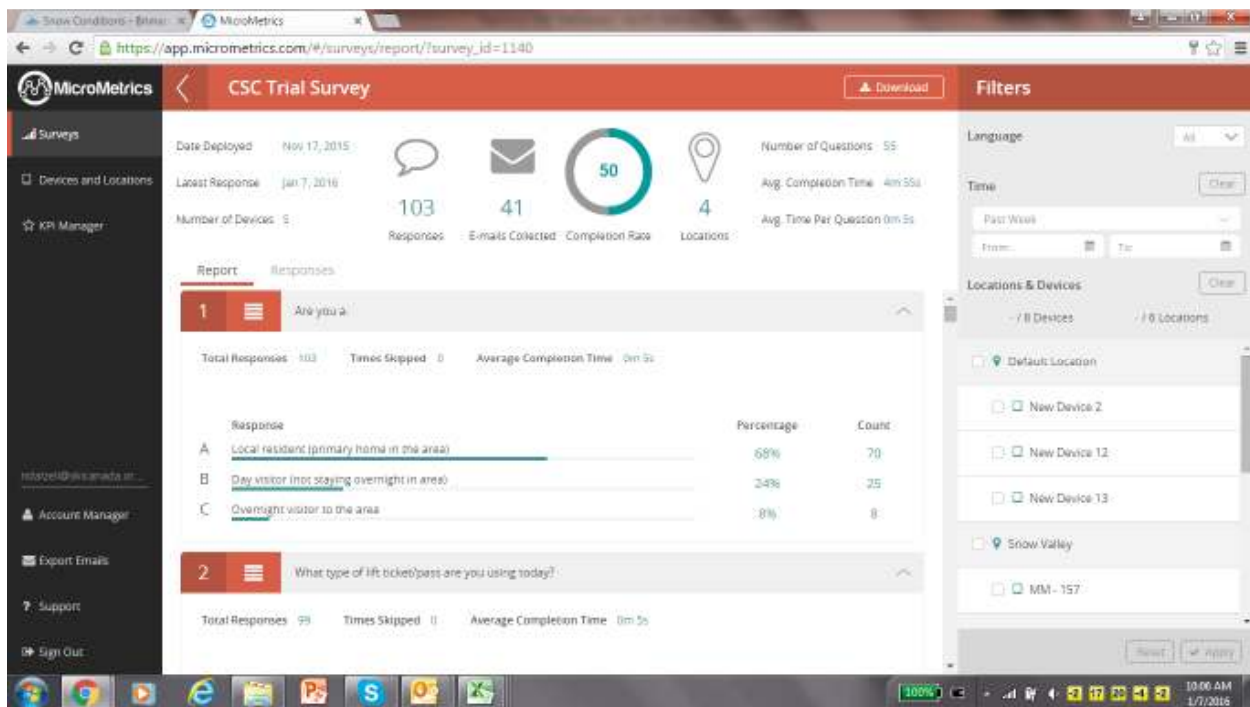 Snow Conditions -
MicroMetrics
https://app.micrometrics.com/#/surveys/report/?survey_id=1140
MicroMetrics
CSC Trial Survey
Download
Filters
Surveys
Devices and Locations
KPI Manager
Account Manager
Export Emails
Support
Sign Out
Date Deployed Nov 17, 2015
Latest Response Jan 7, 2016
Number of Devices 5
103
Responses
41
E-mails Collected
50
Completion Rate
4
Locations
Number of Questions 55
Avg. Completion Time 4m 55s
Avg. Time Per Question 0m 5s
Report Responses
1 Are you a:
Total Responses 103 Times Skipped 0 Average Completion Time 0m 5s
Response Percentage Count
A Local resident (primary home in the area) 68% 70
B Day visitor (not staying overnight in area) 24% 25
C Overnight visitor to the area 8% 8
2 What type of lift ticket/pass are you using today?
Total Responses 99 Times Skipped 0 Average Completion Time 0m 5s
Language All
Time Clear
Past Week
From: To:
Locations & Devices Clear
- / 8 Devices - / 6 Locations
Default Location
New Device 2
New Device 12
New Device 13
Snow Valley
MM - 157
Reset Apply
100%
10:06 AM
1/7/2016